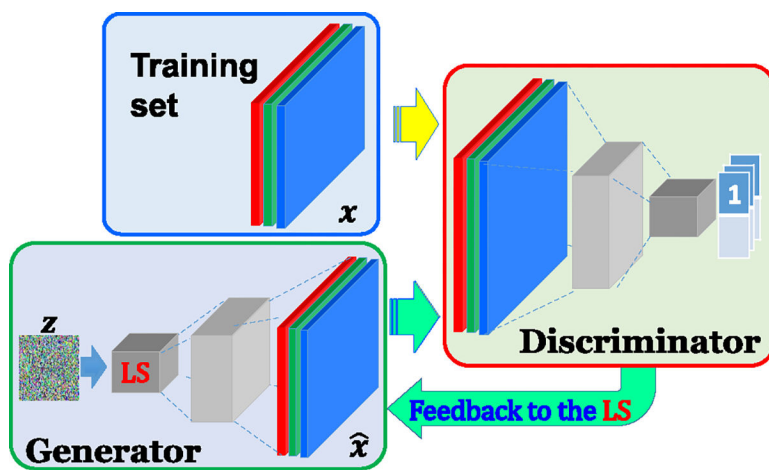 Training
set
x
1
Discriminator
z
LS
Generator
x̂
Feedback to the LS